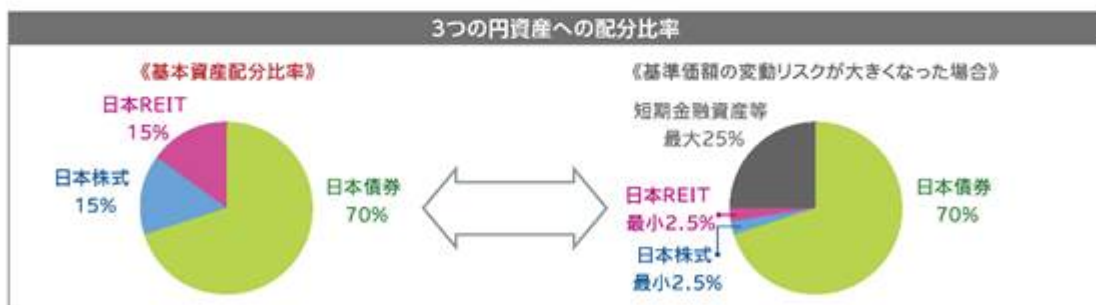 3つの円資産への配分比率
《基本資産配分比率》
日本REIT
15%
日本株式
15%
日本債券
70%
《基準価額の変動リスクが大きくなった場合》
短期金融資産等
最大25%
日本REIT
最小2.5%
日本株式
最小2.5%
日本債券
70%